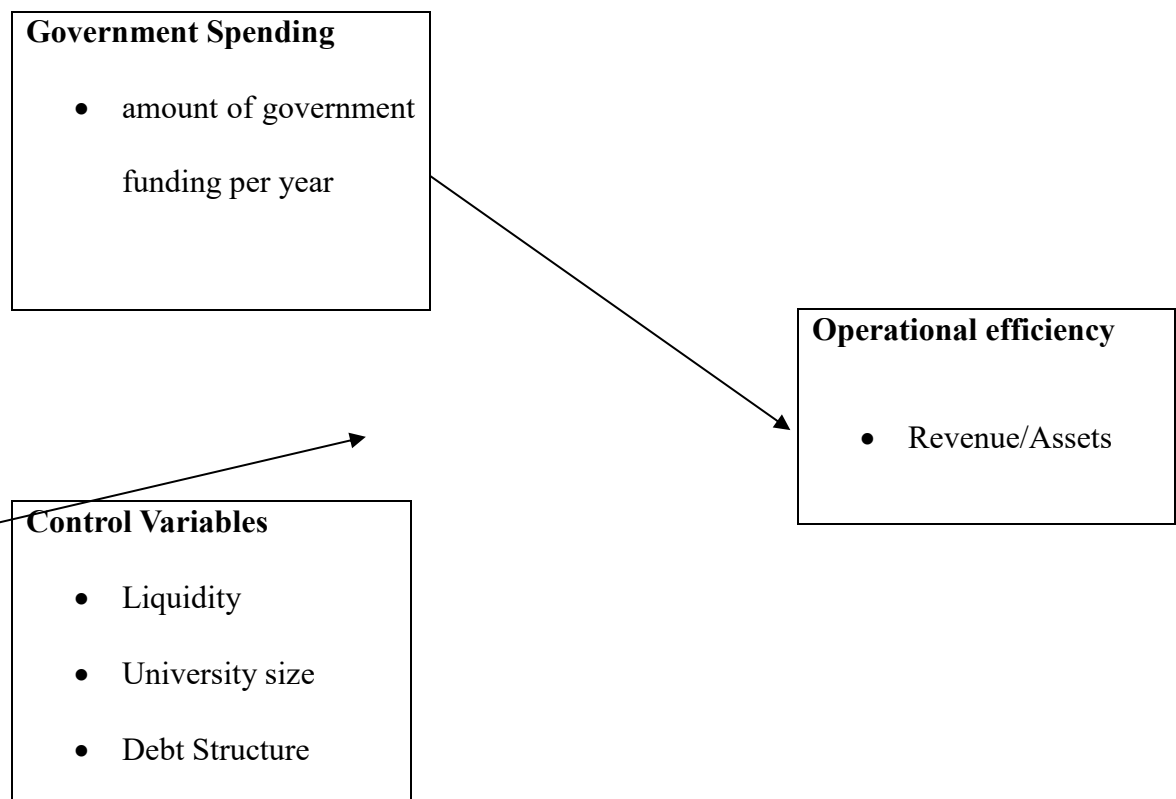 Government Spending
• amount of government
funding per year
Operational efficiency
• Revenue/Assets
Control Variables
• Liquidity
• University size
• Debt Structure